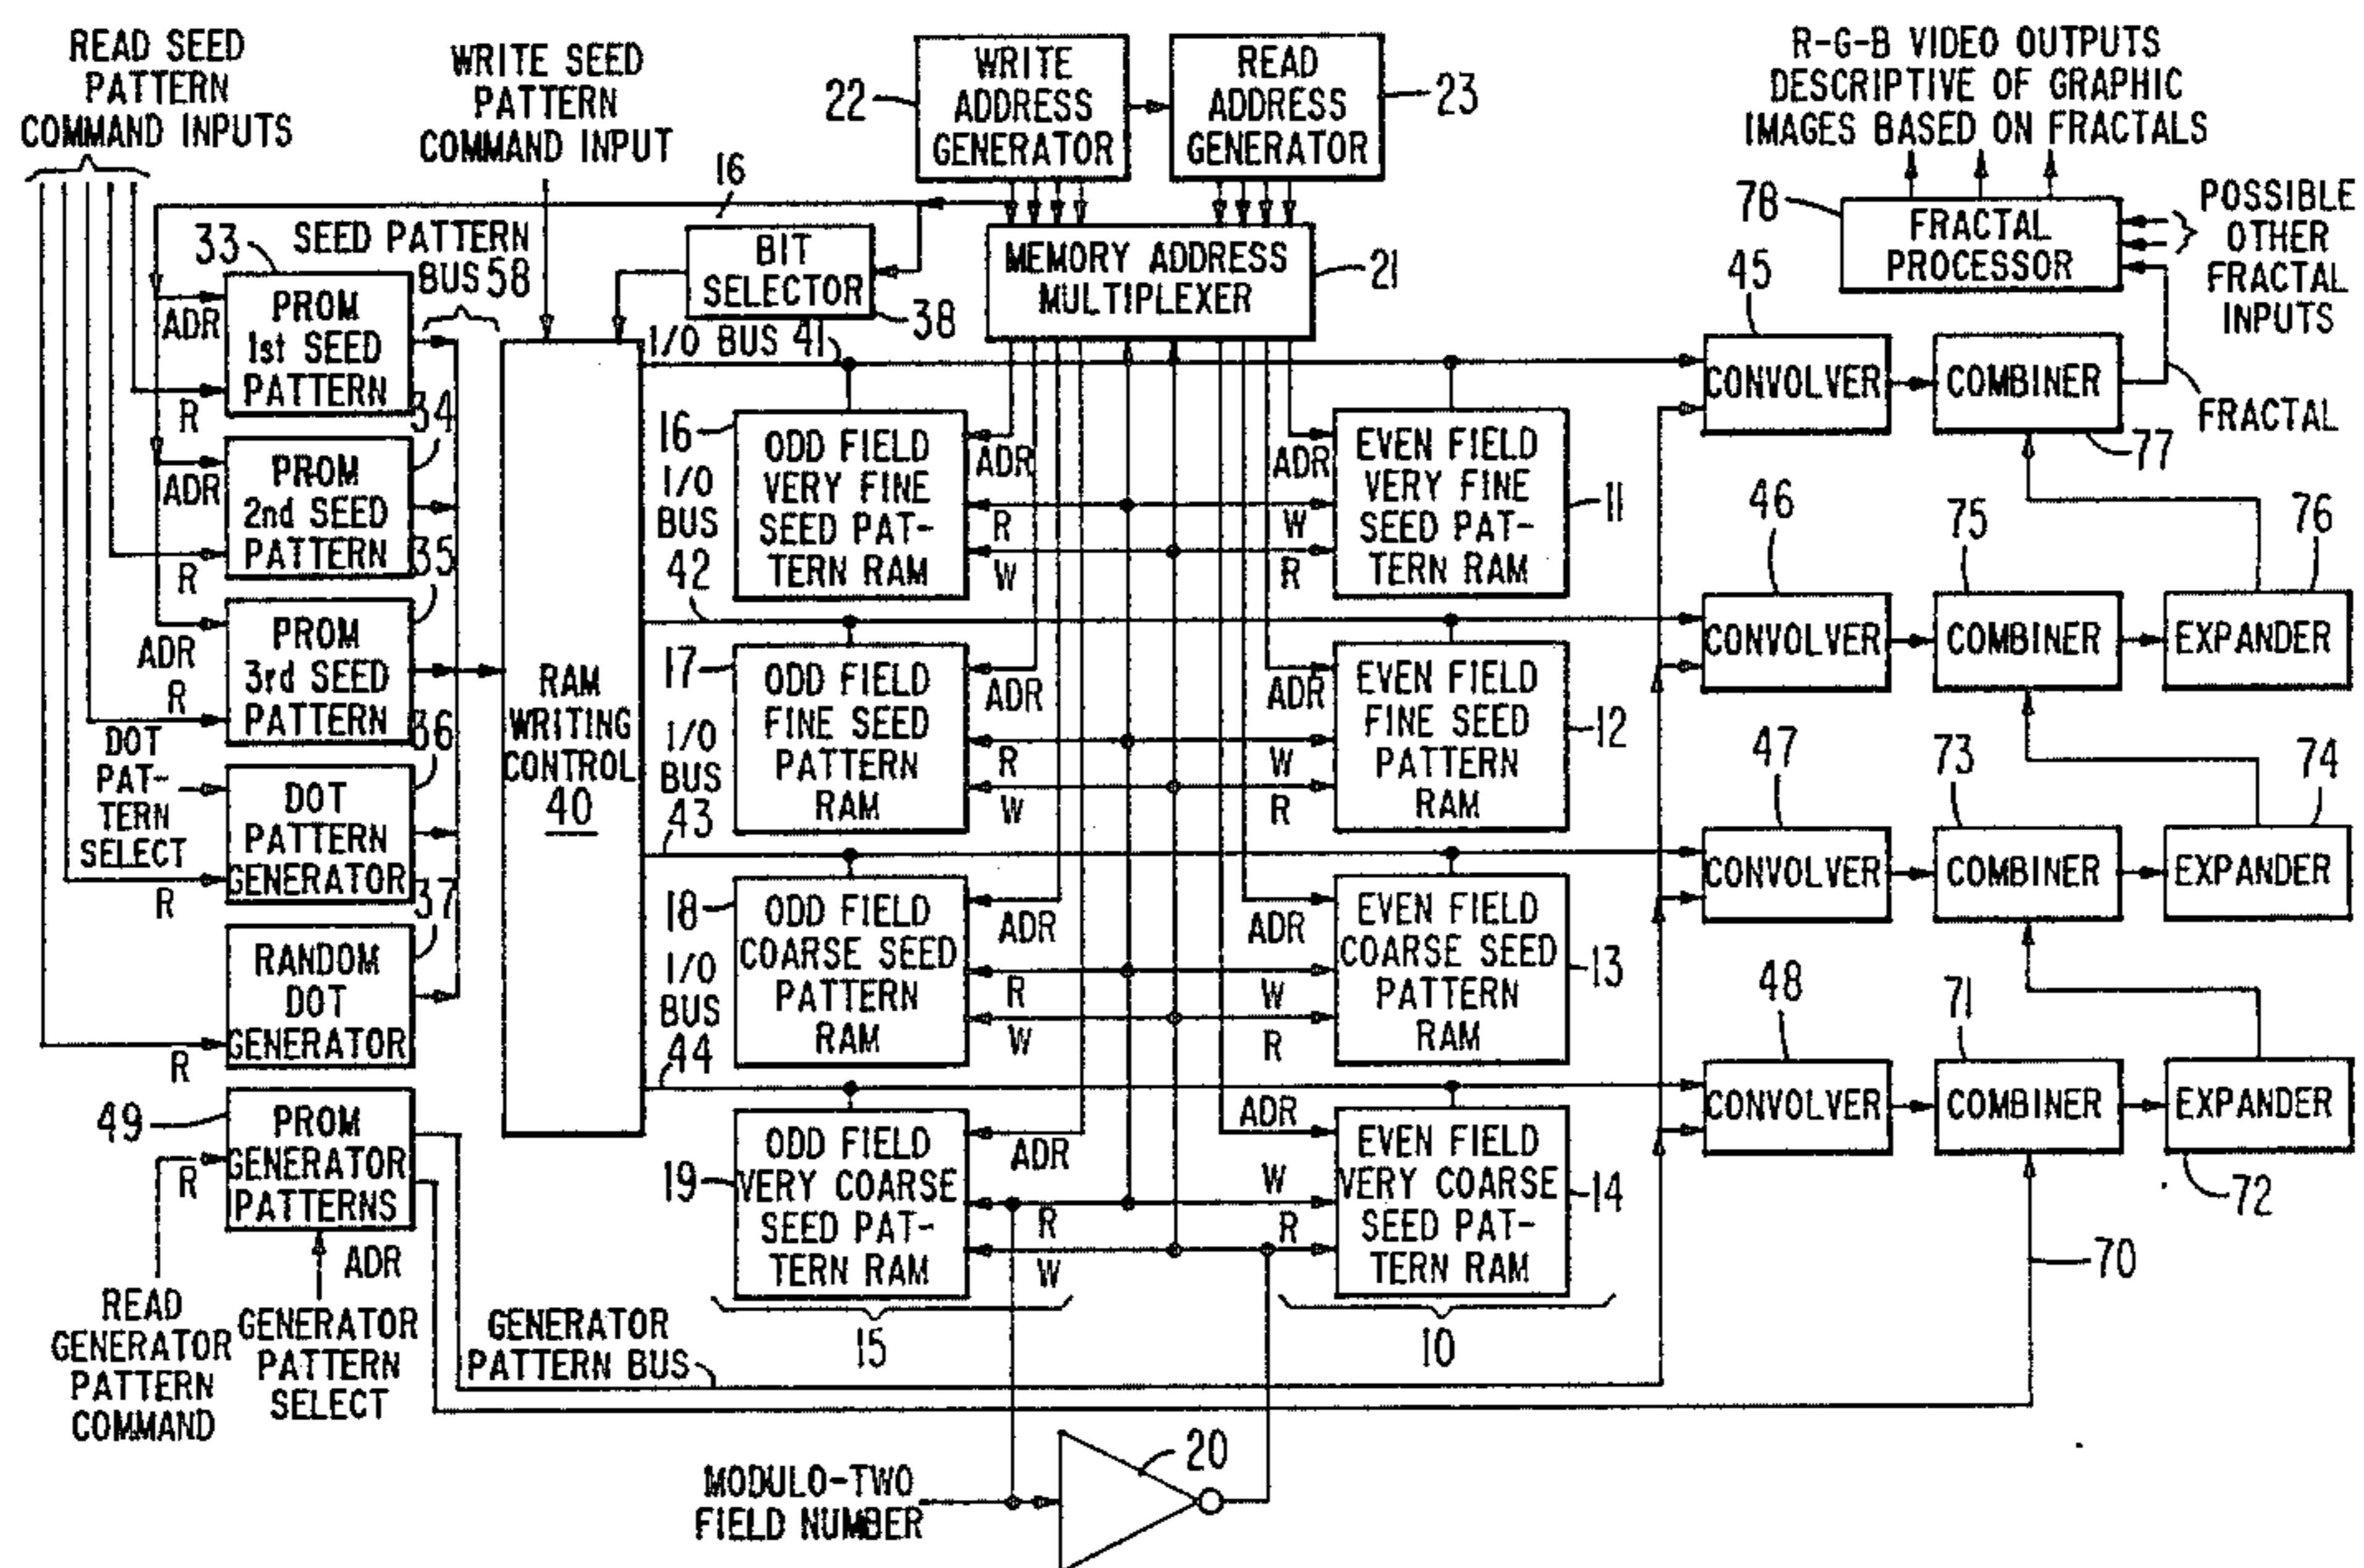 READ SEED
PATTERN
COMMAND INPUTS
WRITE SEED
PATTERN
COMMAND INPUT
22
WRITE
ADDRESS
GENERATOR
READ
ADDRESS
GENERATOR
23
R-G-B VIDEO OUTPUTS
DESCRIPTIVE OF GRAPHIC
IMAGES BASED ON FRACTALS
16
78
FRACTAL
PROCESSOR
POSSIBLE
OTHER
FRACTAL
INPUTS
33
SEED PATTERN
BUS 58
BIT
SELECTOR
38
MEMORY ADDRESS
MULTIPLEXER
21
ADR
PROM
1st SEED
PATTERN
R
34
ADR
PROM
2nd SEED
PATTERN
R
35
ADR
PROM
3rd SEED
PATTERN
R
36
DOT
PAT-
TERN
SELECT
DOT
PATTERN
GENERATOR
R
37
RANDOM
DOT
GENERATOR
R
49
PROM
GENERATOR
PATTERNS
R
ADR
READ
GENERATOR
PATTERN
COMMAND
GENERATOR
PATTERN
SELECT
GENERATOR
PATTERN BUS
RAM
WRITING
CONTROL
40
I/O BUS 41
16
ODD FIELD
VERY FINE
SEED PAT-
TERN RAM
ADR
R
W
ADR
W
R
EVEN FIELD
VERY FINE
SEED PAT-
TERN RAM
11
I/O
BUS
42
17
ODD FIELD
FINE SEED
PATTERN
RAM
ADR
R
W
ADR
W
R
EVEN FIELD
FINE SEED
PATTERN
RAM
12
I/O
BUS
43
18
ODD FIELD
COARSE SEED
PATTERN
RAM
ADR
R
W
ADR
W
R
EVEN FIELD
COARSE SEED
PATTERN
RAM
13
I/O
BUS
44
19
ODD FIELD
VERY COARSE
SEED PAT-
TERN RAM
ADR
R
W
ADR
W
R
EVEN FIELD
VERY COARSE
SEED PAT-
TERN RAM
14
15
10
45
CONVOLVER
COMBINER
77
FRACTAL
46
CONVOLVER
75
COMBINER
76
EXPANDER
47
CONVOLVER
73
COMBINER
74
EXPANDER
48
CONVOLVER
71
COMBINER
EXPANDER
72
70
MODULO-TWO
FIELD NUMBER
20